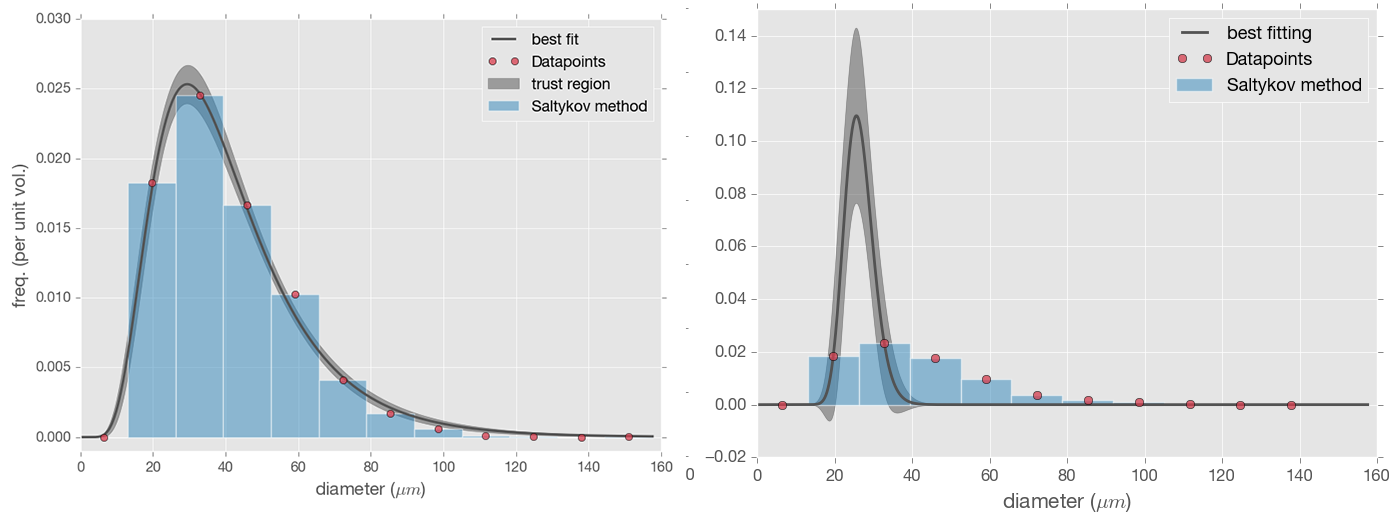 0.030
0.025
0.020
0.015
0.010
0.005
0.000
freq. (per unit vol.)
0 20 40 60 80 100 120 140 160
diameter (μm)
best fit
Datapoints
trust region
Saltykov method
0
0.14
0.12
0.10
0.08
0.06
0.04
0.02
0.00
−0.02
0 20 40 60 80 100 120 140 160
diameter (μm)
best fitting
Datapoints
Saltykov method